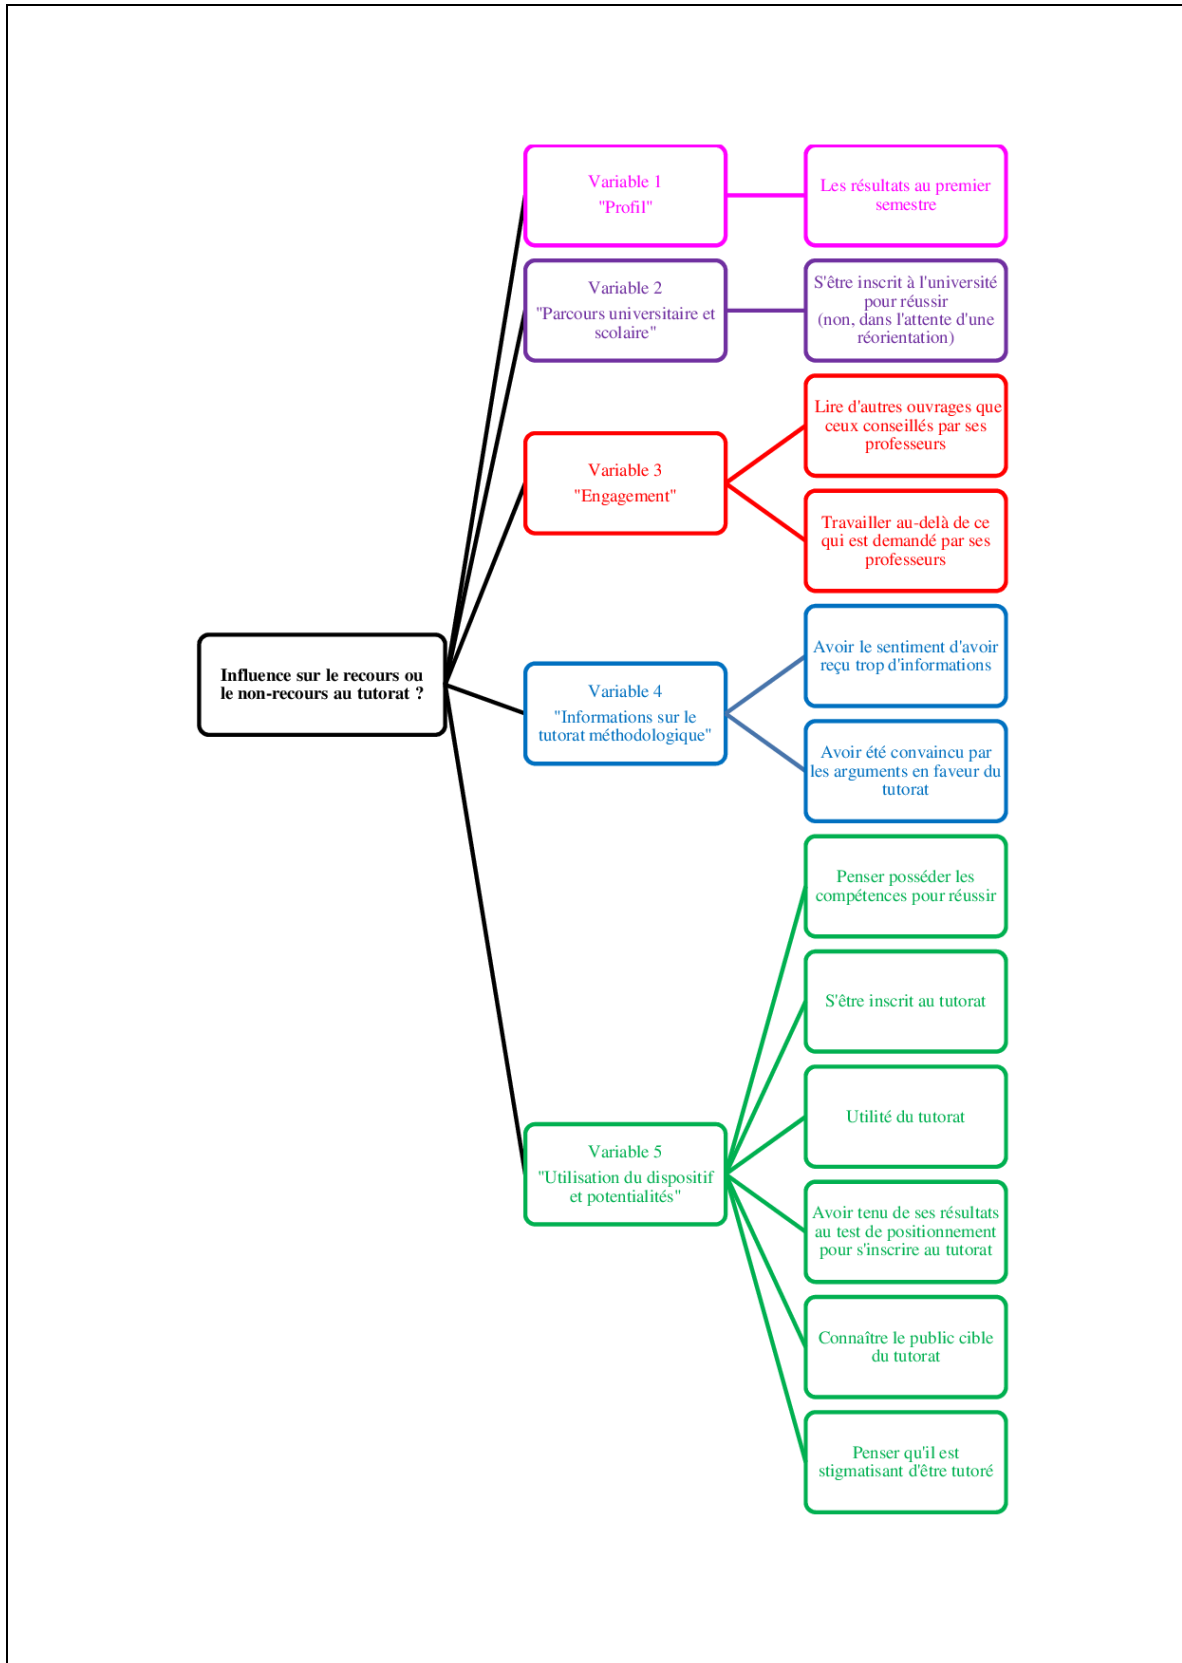 Influence sur le recours ou
le non-recours au tutorat ?
Variable 1
"Profil"
Les résultats au premier
semestre
Variable 2
"Parcours universitaire et
scolaire"
S'être inscrit à l'université
pour réussir
(non, dans l'attente d'une
réorientation)
Variable 3
"Engagement"
Lire d'autres ouvrages que
ceux conseillés par ses
professeurs
Travailler au-delà de ce
qui est demandé par ses
professeurs
Variable 4
"Informations sur le
tutorat méthodologique"
Avoir le sentiment d'avoir
reçu trop d'informations
Avoir été convaincu par
les arguments en faveur du
tutorat
Variable 5
"Utilisation du dispositif
et potentialités"
Penser posséder les
compétences pour réussir
S'être inscrit au tutorat
Utilité du tutorat
Avoir tenu de ses résultats
au test de positionnement
pour s'inscrire au tutorat
Connaître le public cible
du tutorat
Penser qu'il est
stigmatisant d'être tutoré